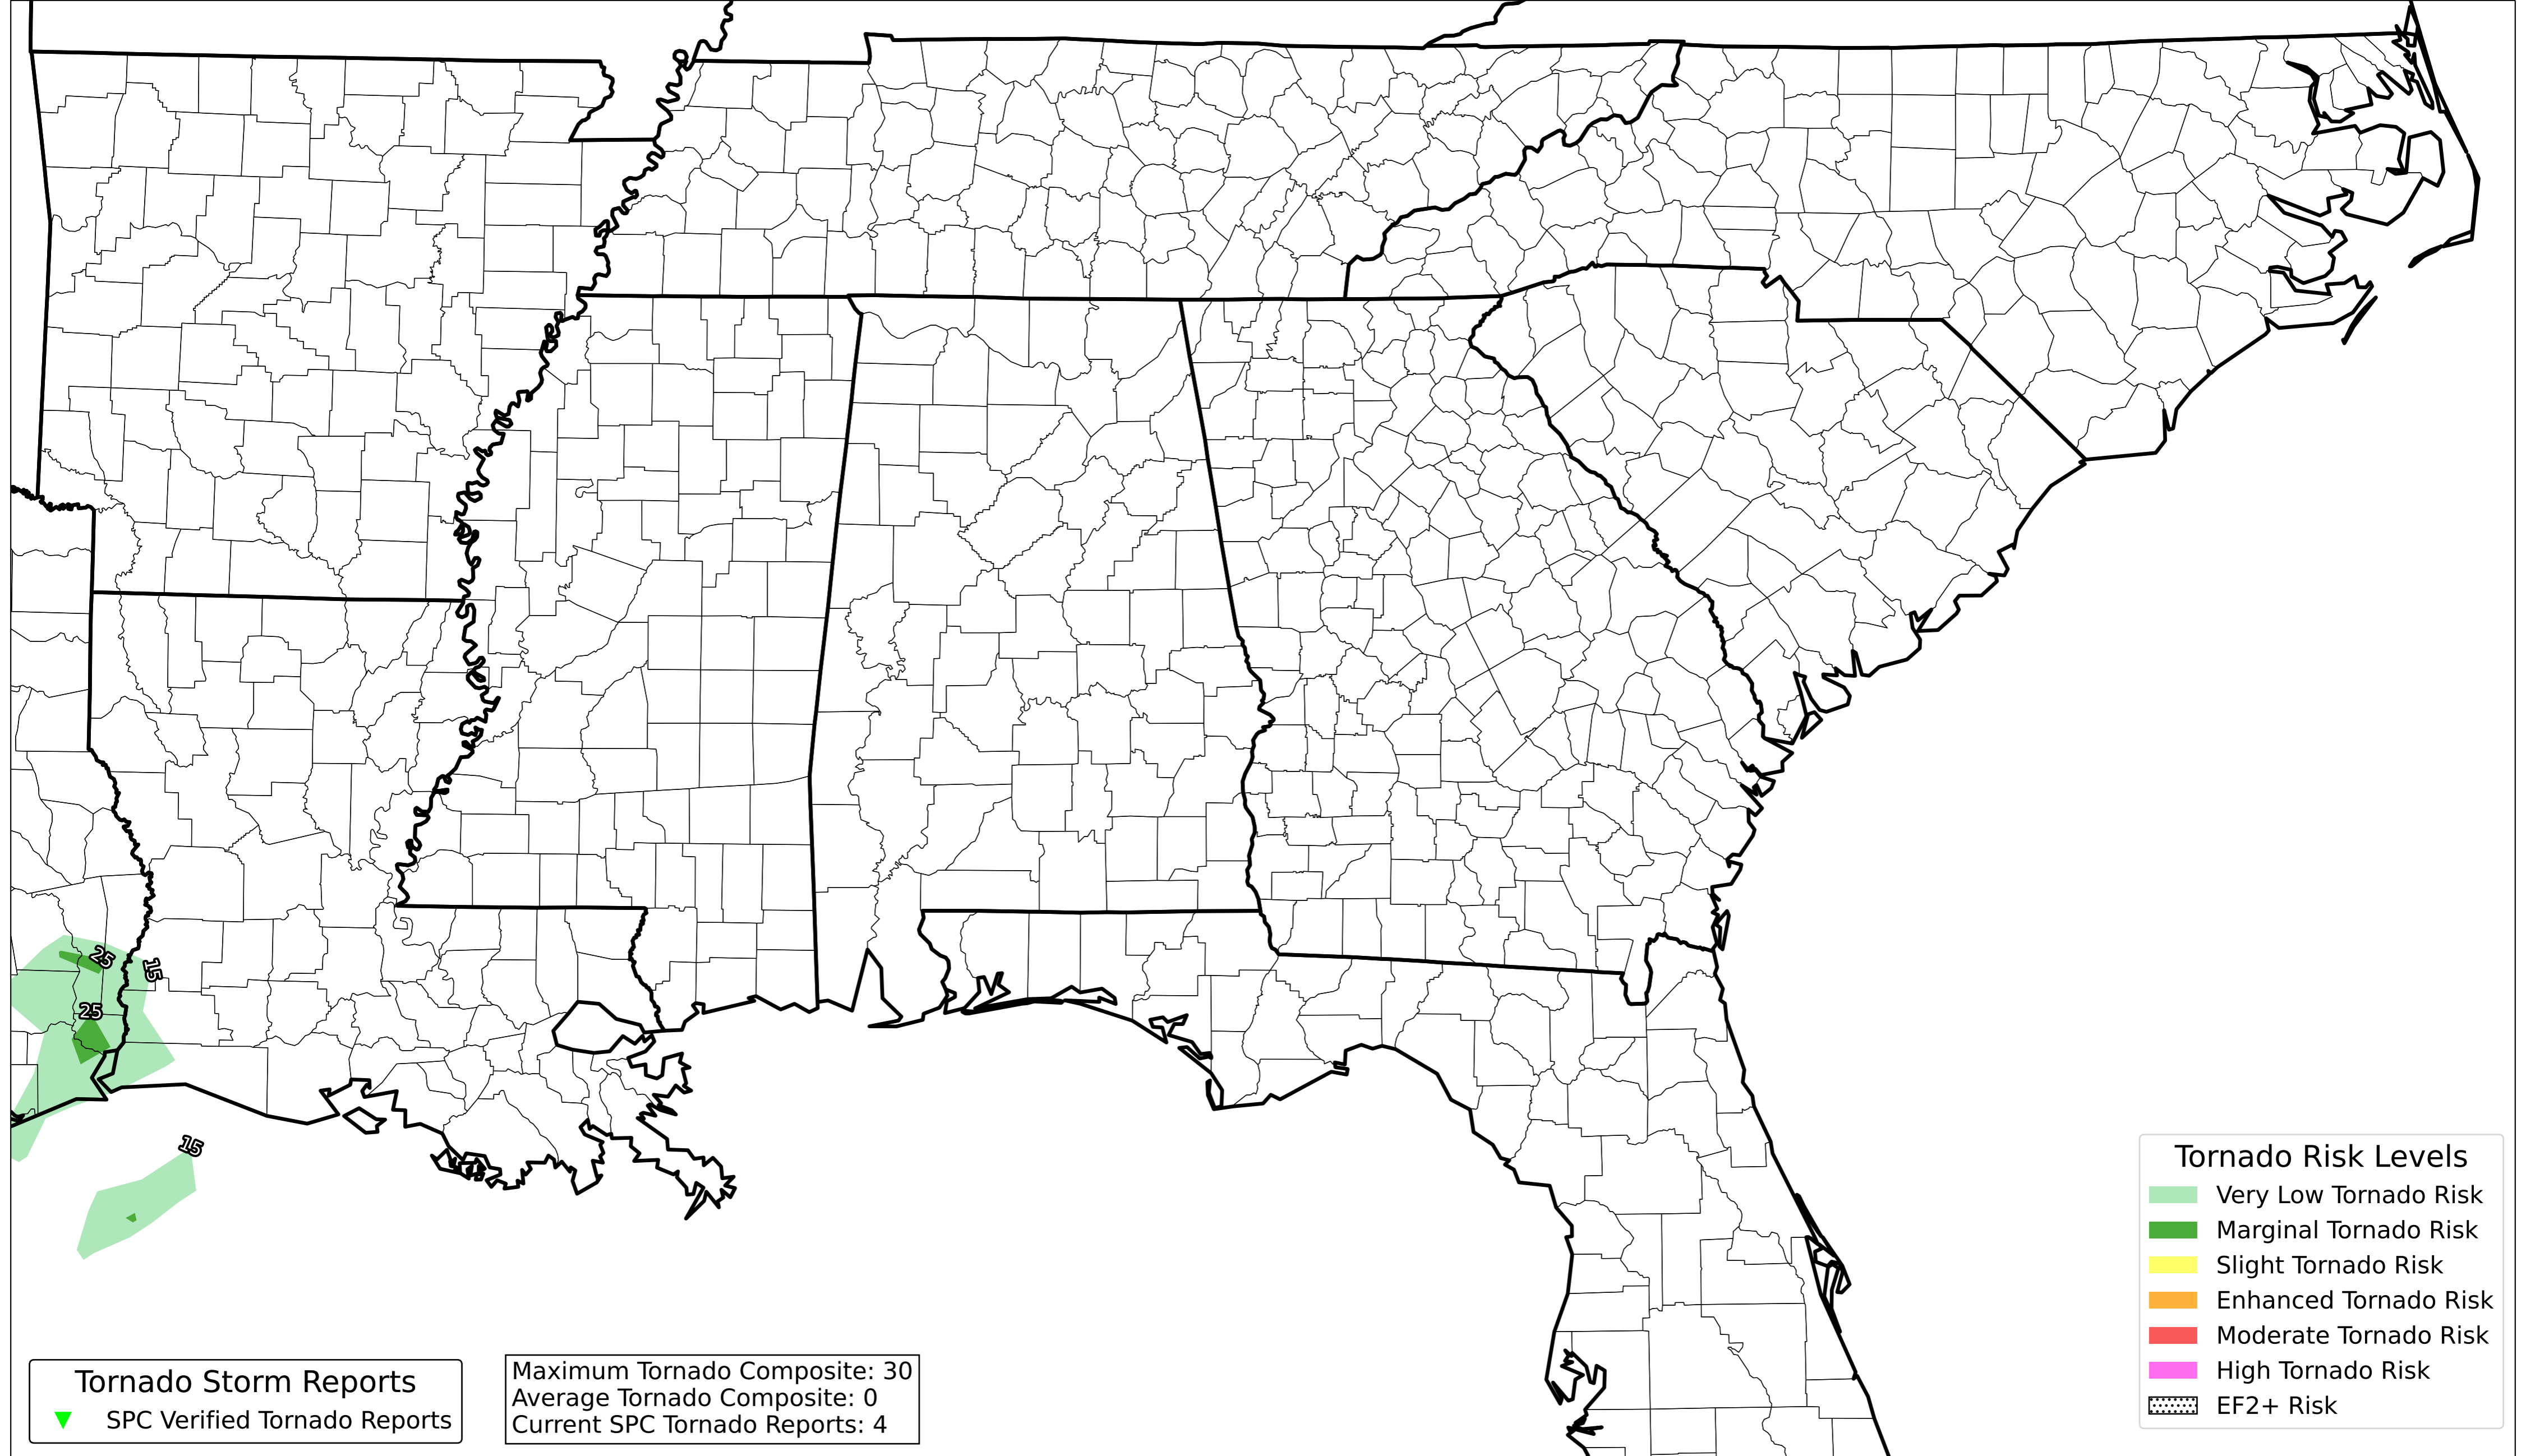 25
15
25
15
Tornado Storm Reports
SPC Verified Tornado Reports
Maximum Tornado Composite: 30
Average Tornado Composite: 0
Current SPC Tornado Reports: 4
Tornado Risk Levels
Very Low Tornado Risk
Marginal Tornado Risk
Slight Tornado Risk
Enhanced Tornado Risk
Moderate Tornado Risk
High Tornado Risk
EF2+ Risk